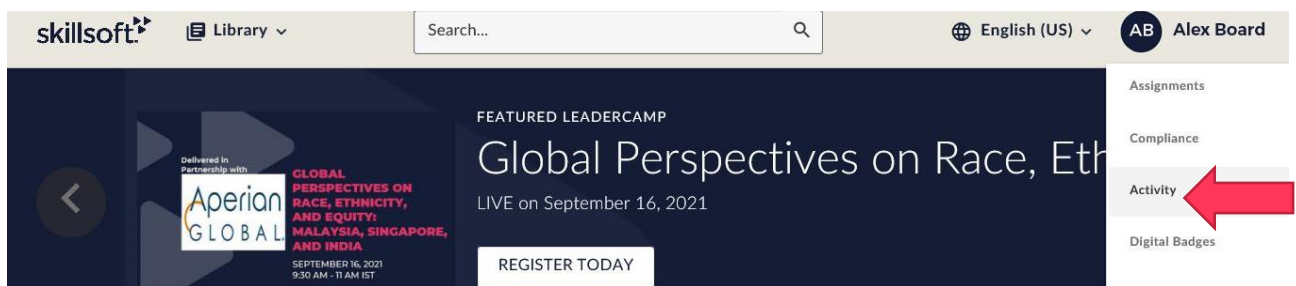 skillsoft
Library
Search...
English (US)
AB
Alex Board
Assignments
Compliance
Activity
Digital Badges
FEATURED LEADERCAMP
Global Perspectives on Race, Eth
LIVE on September 16, 2021
REGISTER TODAY
Delivered in
Partnership with
Aperian
GLOBAL
GLOBAL
PERSPECTIVES ON
RACE, ETHNICITY,
AND EQUITY:
MALAYSIA, SINGAPORE,
AND INDIA
SEPTEMBER 16, 2021
9:30 AM - 11 AM IST